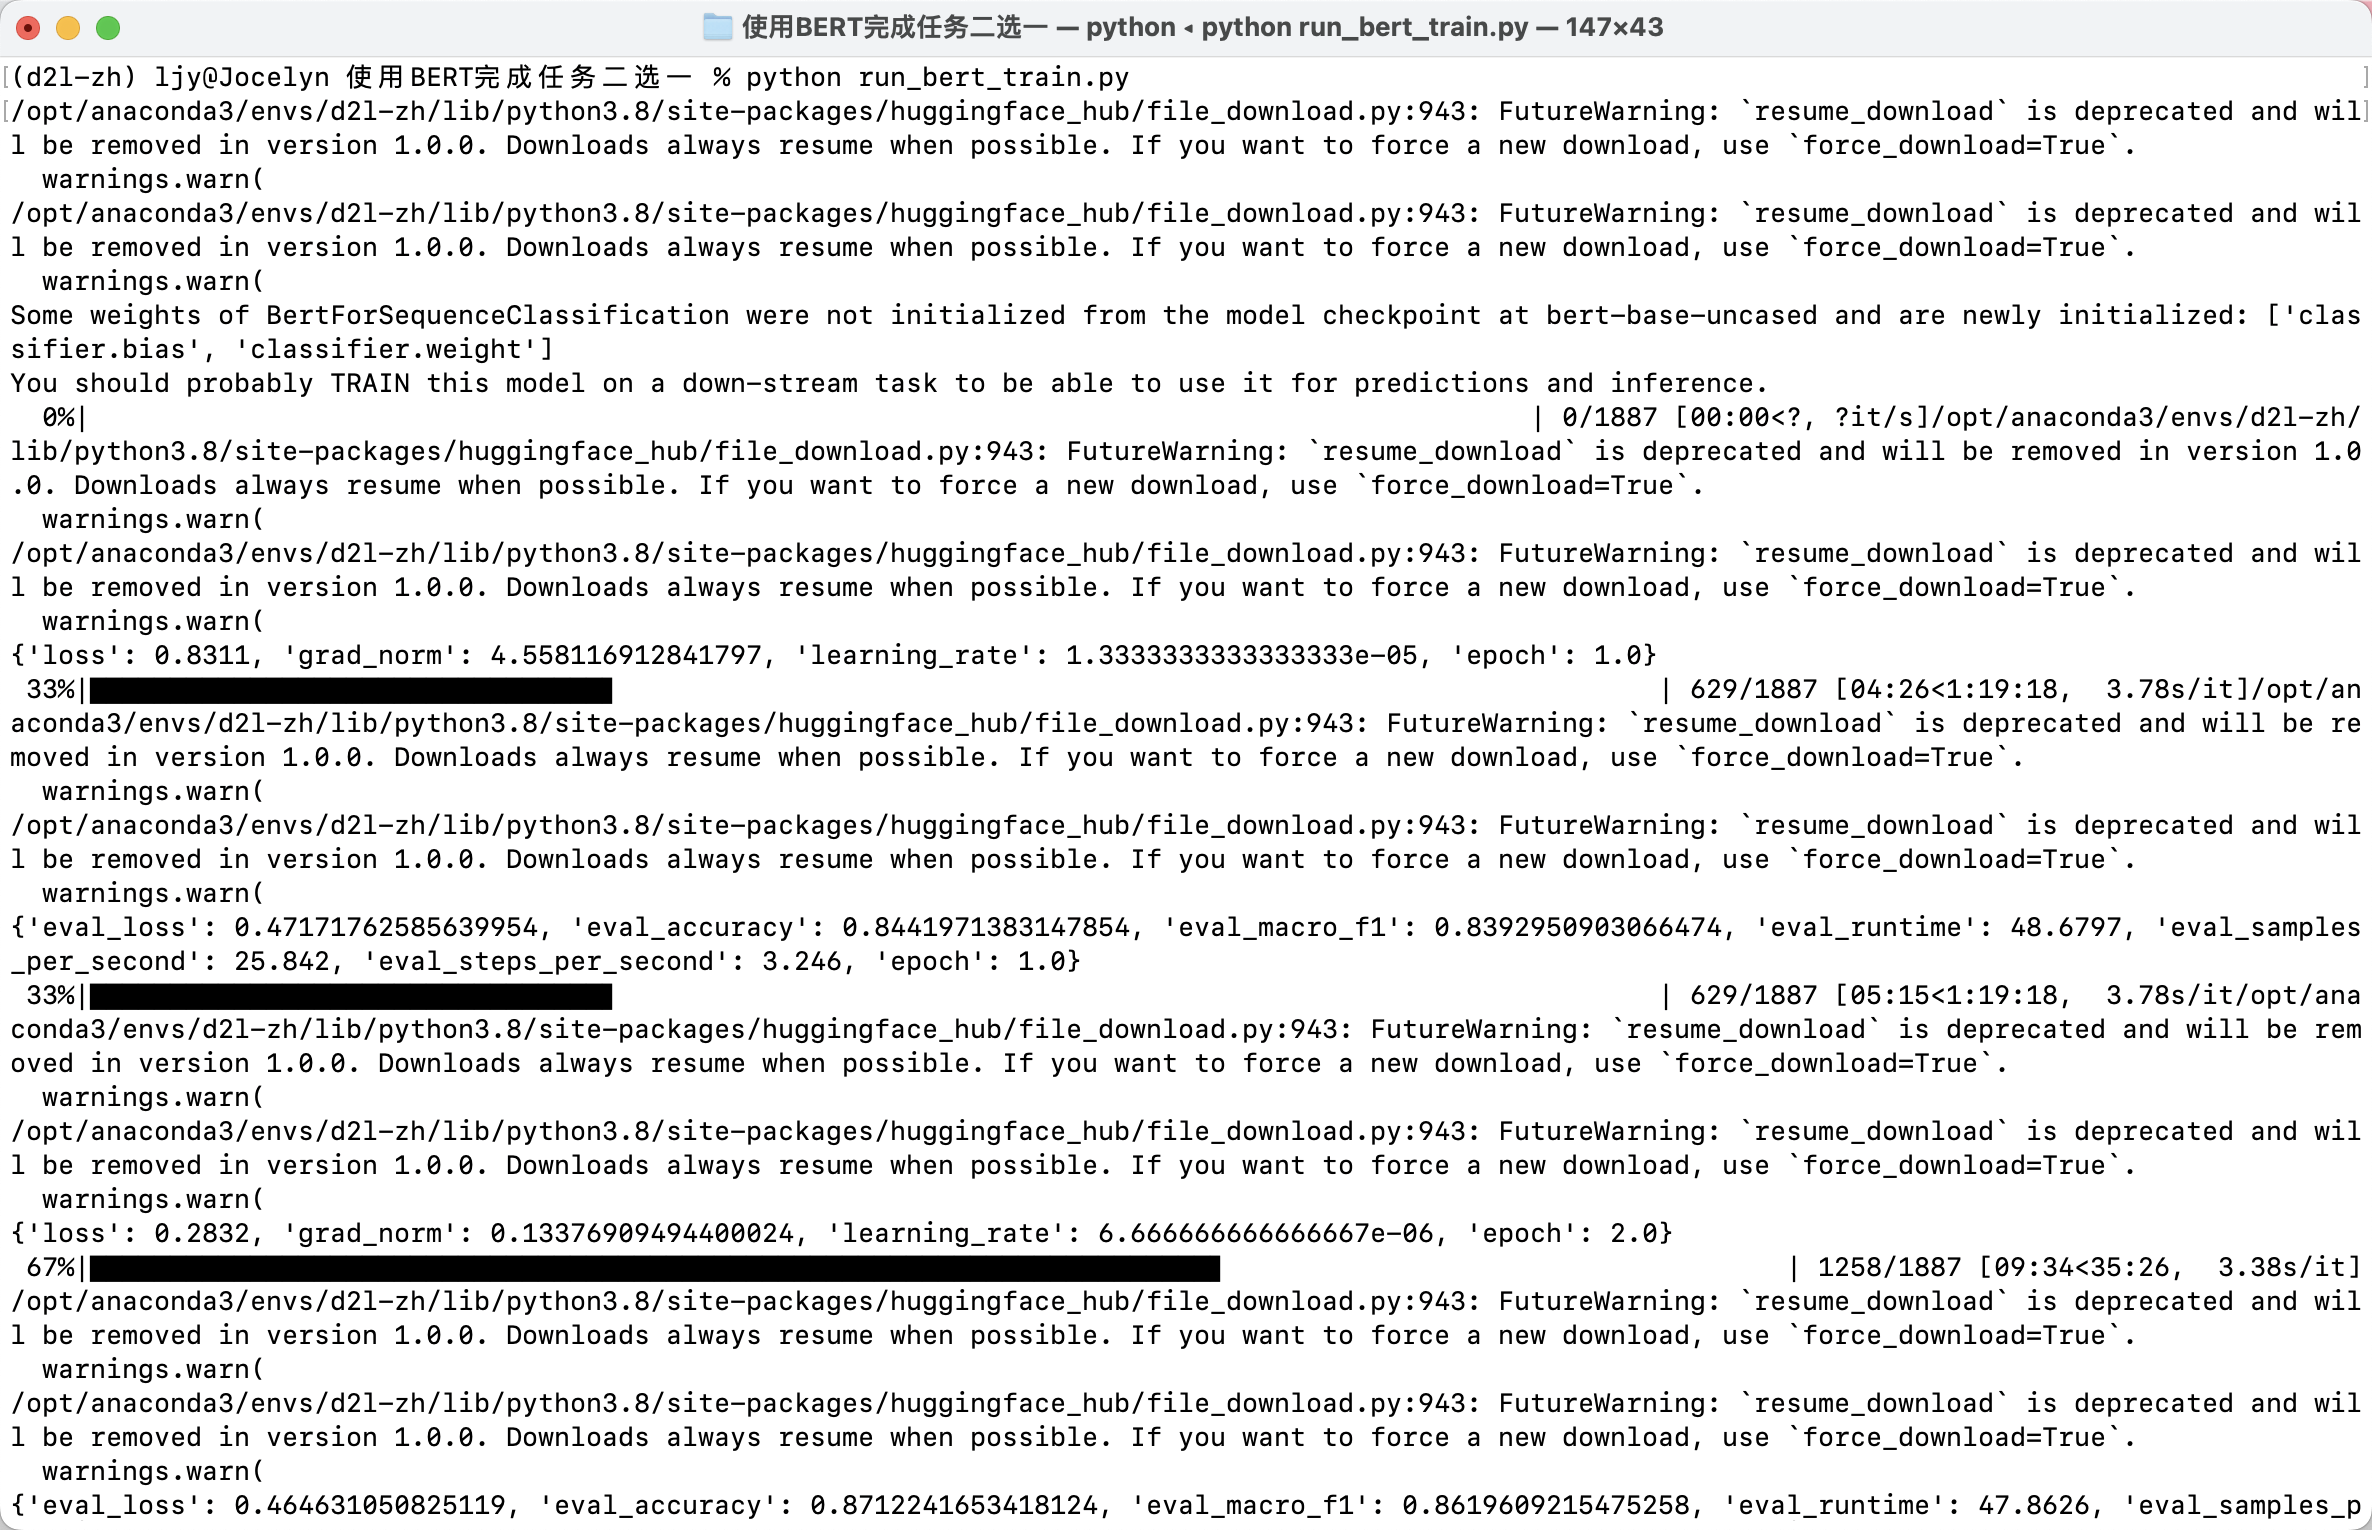 使用BERT完成任务二选一 — python ◂ python run_bert_train.py — 147×43
[(d2l-zh) ljy@Jocelyn 使用BERT完成任务二选一 % python run_bert_train.py ]
[/opt/anaconda3/envs/d2l-zh/lib/python3.8/site-packages/huggingface_hub/file_download.py:943: FutureWarning: `resume_download` is deprecated and wil]
l be removed in version 1.0.0. Downloads always resume when possible. If you want to force a new download, use `force_download=True`.
  warnings.warn(
/opt/anaconda3/envs/d2l-zh/lib/python3.8/site-packages/huggingface_hub/file_download.py:943: FutureWarning: `resume_download` is deprecated and wil
l be removed in version 1.0.0. Downloads always resume when possible. If you want to force a new download, use `force_download=True`.
  warnings.warn(
Some weights of BertForSequenceClassification were not initialized from the model checkpoint at bert-base-uncased and are newly initialized: ['clas
sifier.bias', 'classifier.weight']
You should probably TRAIN this model on a down-stream task to be able to use it for predictions and inference.
  0%| | 0/1887 [00:00<?, ?it/s]/opt/anaconda3/envs/d2l-zh/
lib/python3.8/site-packages/huggingface_hub/file_download.py:943: FutureWarning: `resume_download` is deprecated and will be removed in version 1.0
.0. Downloads always resume when possible. If you want to force a new download, use `force_download=True`.
  warnings.warn(
/opt/anaconda3/envs/d2l-zh/lib/python3.8/site-packages/huggingface_hub/file_download.py:943: FutureWarning: `resume_download` is deprecated and wil
l be removed in version 1.0.0. Downloads always resume when possible. If you want to force a new download, use `force_download=True`.
  warnings.warn(
{'loss': 0.8311, 'grad_norm': 4.558116912841797, 'learning_rate': 1.3333333333333333e-05, 'epoch': 1.0}
 33%| | 629/1887 [04:26<1:19:18,  3.78s/it]/opt/an
aconda3/envs/d2l-zh/lib/python3.8/site-packages/huggingface_hub/file_download.py:943: FutureWarning: `resume_download` is deprecated and will be re
moved in version 1.0.0. Downloads always resume when possible. If you want to force a new download, use `force_download=True`.
  warnings.warn(
/opt/anaconda3/envs/d2l-zh/lib/python3.8/site-packages/huggingface_hub/file_download.py:943: FutureWarning: `resume_download` is deprecated and wil
l be removed in version 1.0.0. Downloads always resume when possible. If you want to force a new download, use `force_download=True`.
  warnings.warn(
{'eval_loss': 0.47171762585639954, 'eval_accuracy': 0.8441971383147854, 'eval_macro_f1': 0.8392950903066474, 'eval_runtime': 48.6797, 'eval_samples
_per_second': 25.842, 'eval_steps_per_second': 3.246, 'epoch': 1.0}
 33%| | 629/1887 [05:15<1:19:18,  3.78s/it/opt/ana
conda3/envs/d2l-zh/lib/python3.8/site-packages/huggingface_hub/file_download.py:943: FutureWarning: `resume_download` is deprecated and will be rem
oved in version 1.0.0. Downloads always resume when possible. If you want to force a new download, use `force_download=True`.
  warnings.warn(
/opt/anaconda3/envs/d2l-zh/lib/python3.8/site-packages/huggingface_hub/file_download.py:943: FutureWarning: `resume_download` is deprecated and wil
l be removed in version 1.0.0. Downloads always resume when possible. If you want to force a new download, use `force_download=True`.
  warnings.warn(
{'loss': 0.2832, 'grad_norm': 0.13376909494400024, 'learning_rate': 6.666666666666667e-06, 'epoch': 2.0}
 67%| | 1258/1887 [09:34<35:26,  3.38s/it]
/opt/anaconda3/envs/d2l-zh/lib/python3.8/site-packages/huggingface_hub/file_download.py:943: FutureWarning: `resume_download` is deprecated and wil
l be removed in version 1.0.0. Downloads always resume when possible. If you want to force a new download, use `force_download=True`.
  warnings.warn(
/opt/anaconda3/envs/d2l-zh/lib/python3.8/site-packages/huggingface_hub/file_download.py:943: FutureWarning: `resume_download` is deprecated and wil
l be removed in version 1.0.0. Downloads always resume when possible. If you want to force a new download, use `force_download=True`.
  warnings.warn(
{'eval_loss': 0.464631050825119, 'eval_accuracy': 0.8712241653418124, 'eval_macro_f1': 0.8619609215475258, 'eval_runtime': 47.8626, 'eval_samples_p